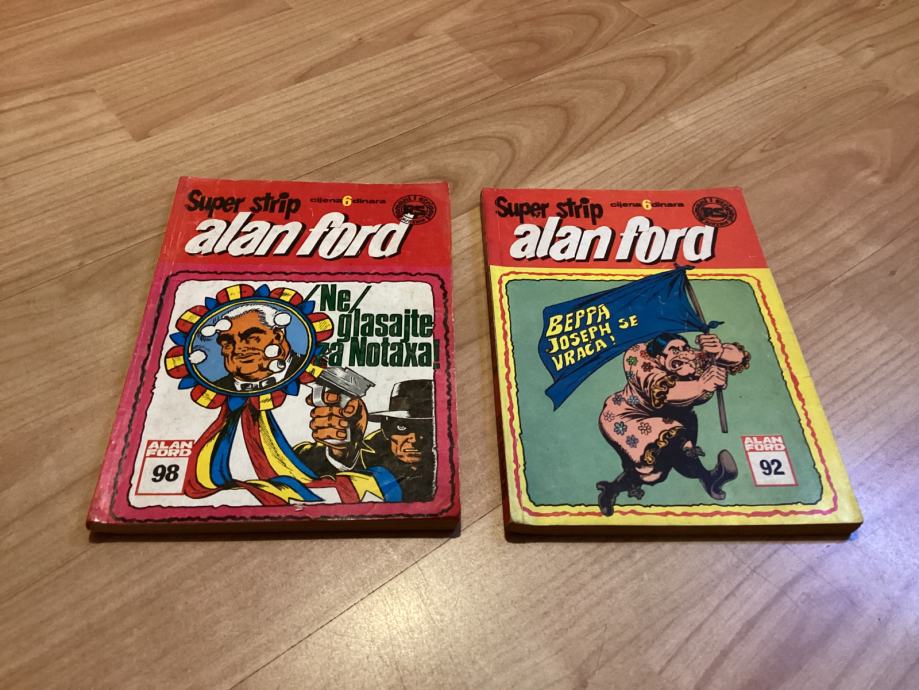 Super strip
cijena 6 dinara
alan ford
Ne
glasajte
za Notaxa!
ALAN
FORD
98
Super strip
cijena 6 dinara
alan ford
BEPPA
JOSEPH SE
VRAĆA!
ALAN
FORD
92